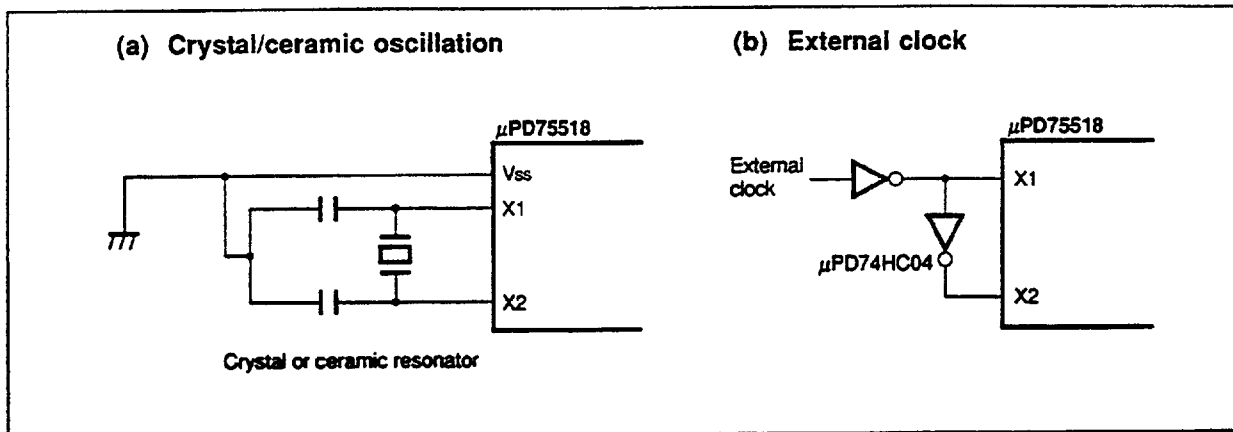 (a) Crystal/ceramic oscillation
μPD75518
Vss
X1
X2
Crystal or ceramic resonator
(b) External clock
μPD75518
External
clock
X1
μPD74HC04
X2